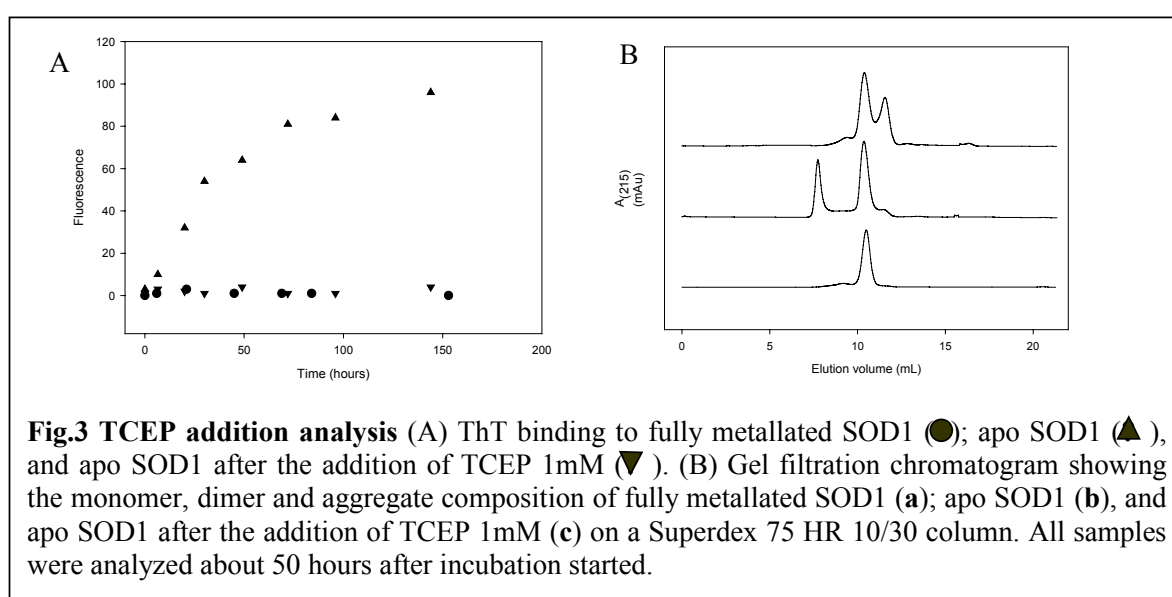 A
B
120
100
80
60
40
20
0
Fluorescence
0 50 100 150 200
Time (hours)
A(215)
(mAu)
0 5 10 15 20
Elution volume (mL)
Fig.3 TCEP addition analysis (A) ThT binding to fully metallated SOD1 (●); apo SOD1 (▲ ),
and apo SOD1 after the addition of TCEP 1mM (▼ ). (B) Gel filtration chromatogram showing
the monomer, dimer and aggregate composition of fully metallated SOD1 (a); apo SOD1 (b), and
apo SOD1 after the addition of TCEP 1mM (c) on a Superdex 75 HR 10/30 column. All samples
were analyzed about 50 hours after incubation started.